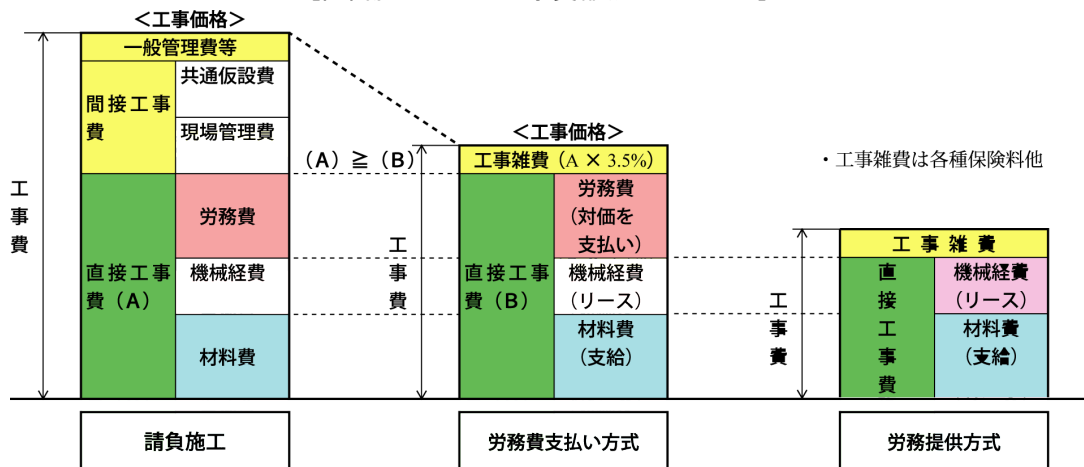 ＜工事価格＞
一般管理費等
間接工事
費
共通仮設費
現場管理費
直接工事
費（A）
労務費
機械経費
材料費
工
事
費
請負施工
（A）≧（B）
＜工事価格＞
工事雑費（A × 3.5%）
直接工事
費（B）
労務費
（対価を
支払い）
機械経費
（リース）
材料費
（支給）
工
事
費
労務費支払い方式
・工事雑費は各種保険料他
工 事 雑 費
直
接
工
事
費
機械経費
（リース）
材料費
（支給）
工
事
費
労務提供方式